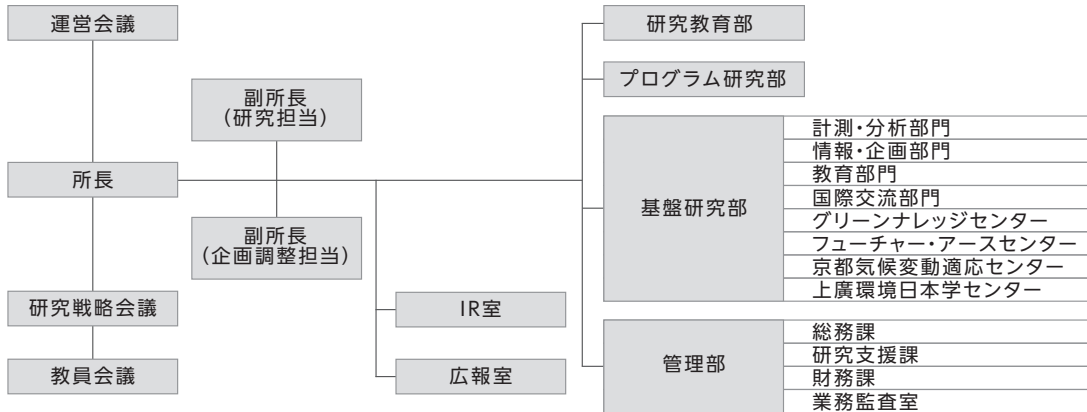 運営会議
副所長
(研究担当)
所長
副所長
(企画調整担当)
研究戦略会議
教員会議
IR室
広報室
研究教育部
プログラム研究部
基盤研究部
計測・分析部門
情報・企画部門
教育部門
国際交流部門
グリーンナレッジセンター
フューチャー・アースセンター
京都気候変動適応センター
上廣環境日本学センター
管理部
総務課
研究支援課
財務課
業務監査室